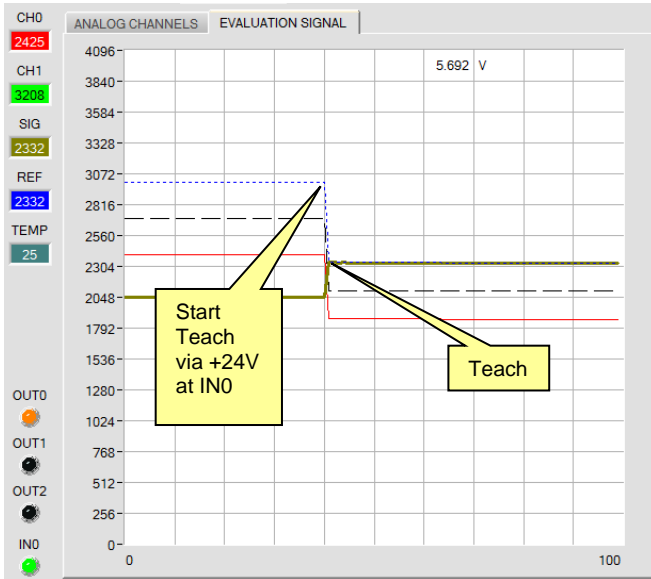 CH0
2425
CH1
3208
SIG
2332
REF
2332
TEMP
25
OUT0
OUT1
OUT2
IN0
ANALOG CHANNELS
EVALUATION SIGNAL
5.692 V
4096
3840
3584
3328
3072
2816
2560
2304
2048
1792
1536
1280
1024
768
512
256
0
0
100
Start
Teach
via +24V
at IN0
Teach